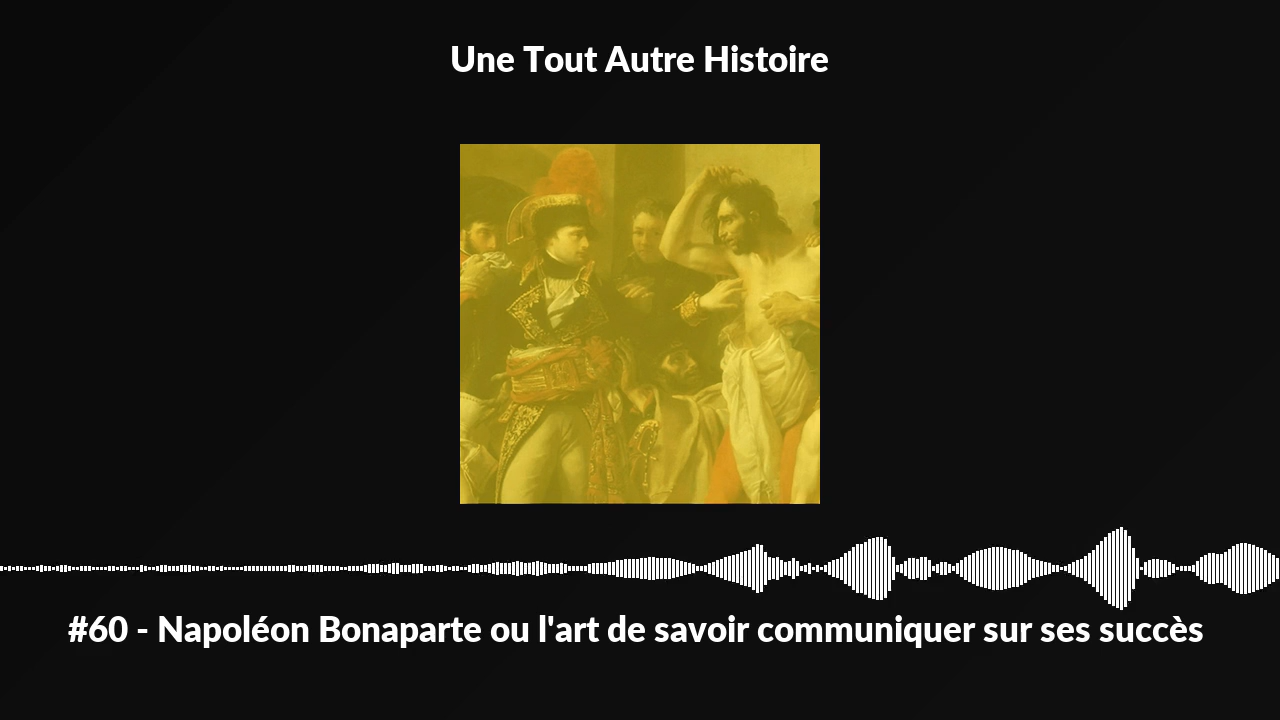 Une Tout Autre Histoire
#60 - Napoléon Bonaparte ou l'art de savoir communiquer sur ses succès